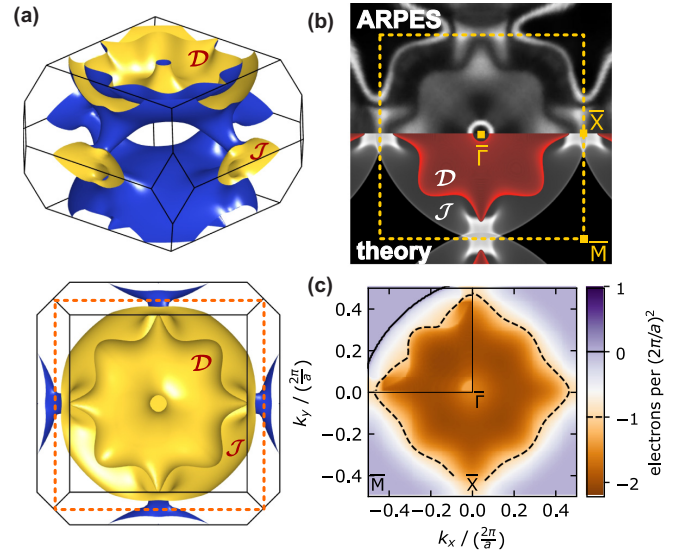 (a)
𝒟
𝒥
𝒟
𝒥
(b)
ARPES
X̅
Γ̅
𝒟
𝒥
M̅
theory
(c)
0.4
0.2
0.0
−0.2
−0.4
k_y / (2π/a)
Γ̅
M̅
X̅
−0.4 −0.2 0.0 0.2 0.4
k_x / (2π/a)
1
0
−1
−2
electrons per (2π/a)²